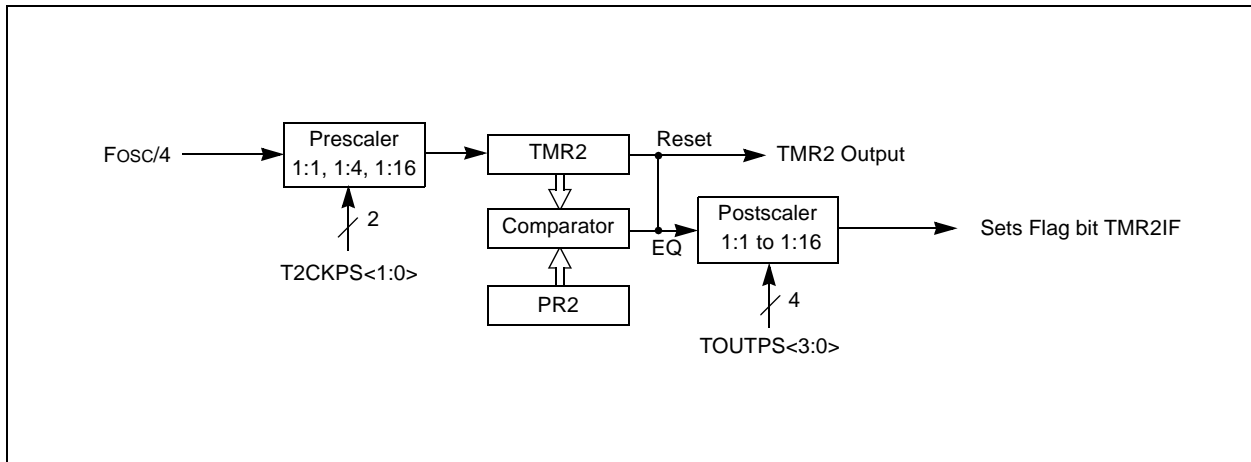 FOSC/4
Prescaler
1:1, 1:4, 1:16
2
T2CKPS<1:0>
TMR2
Reset
TMR2 Output
Comparator
EQ
PR2
Postscaler
1:1 to 1:16
4
TOUTPS<3:0>
Sets Flag bit TMR2IF